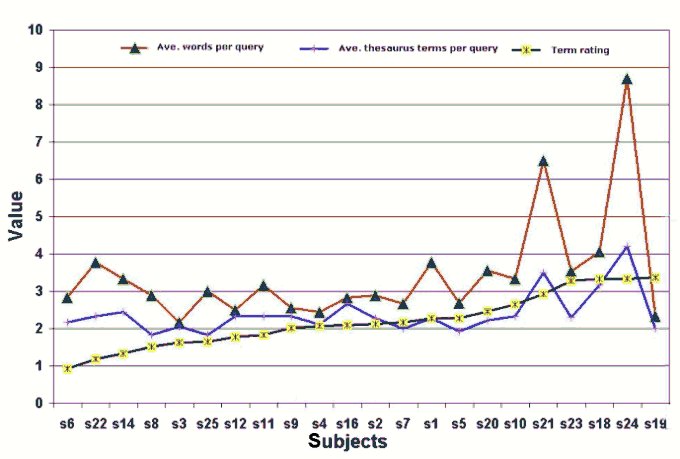 10
Ave. words per query Ave. thesaurus terms per query Term rating
9
8
7
6
5
4
3
2
1
0
Value
s6 s22 s14 s8 s3 s25 s12 s11 s9 s4 s16 s2 s7 s1 s5 s20 s10 s21 s23 s18 s24 s19
Subjects